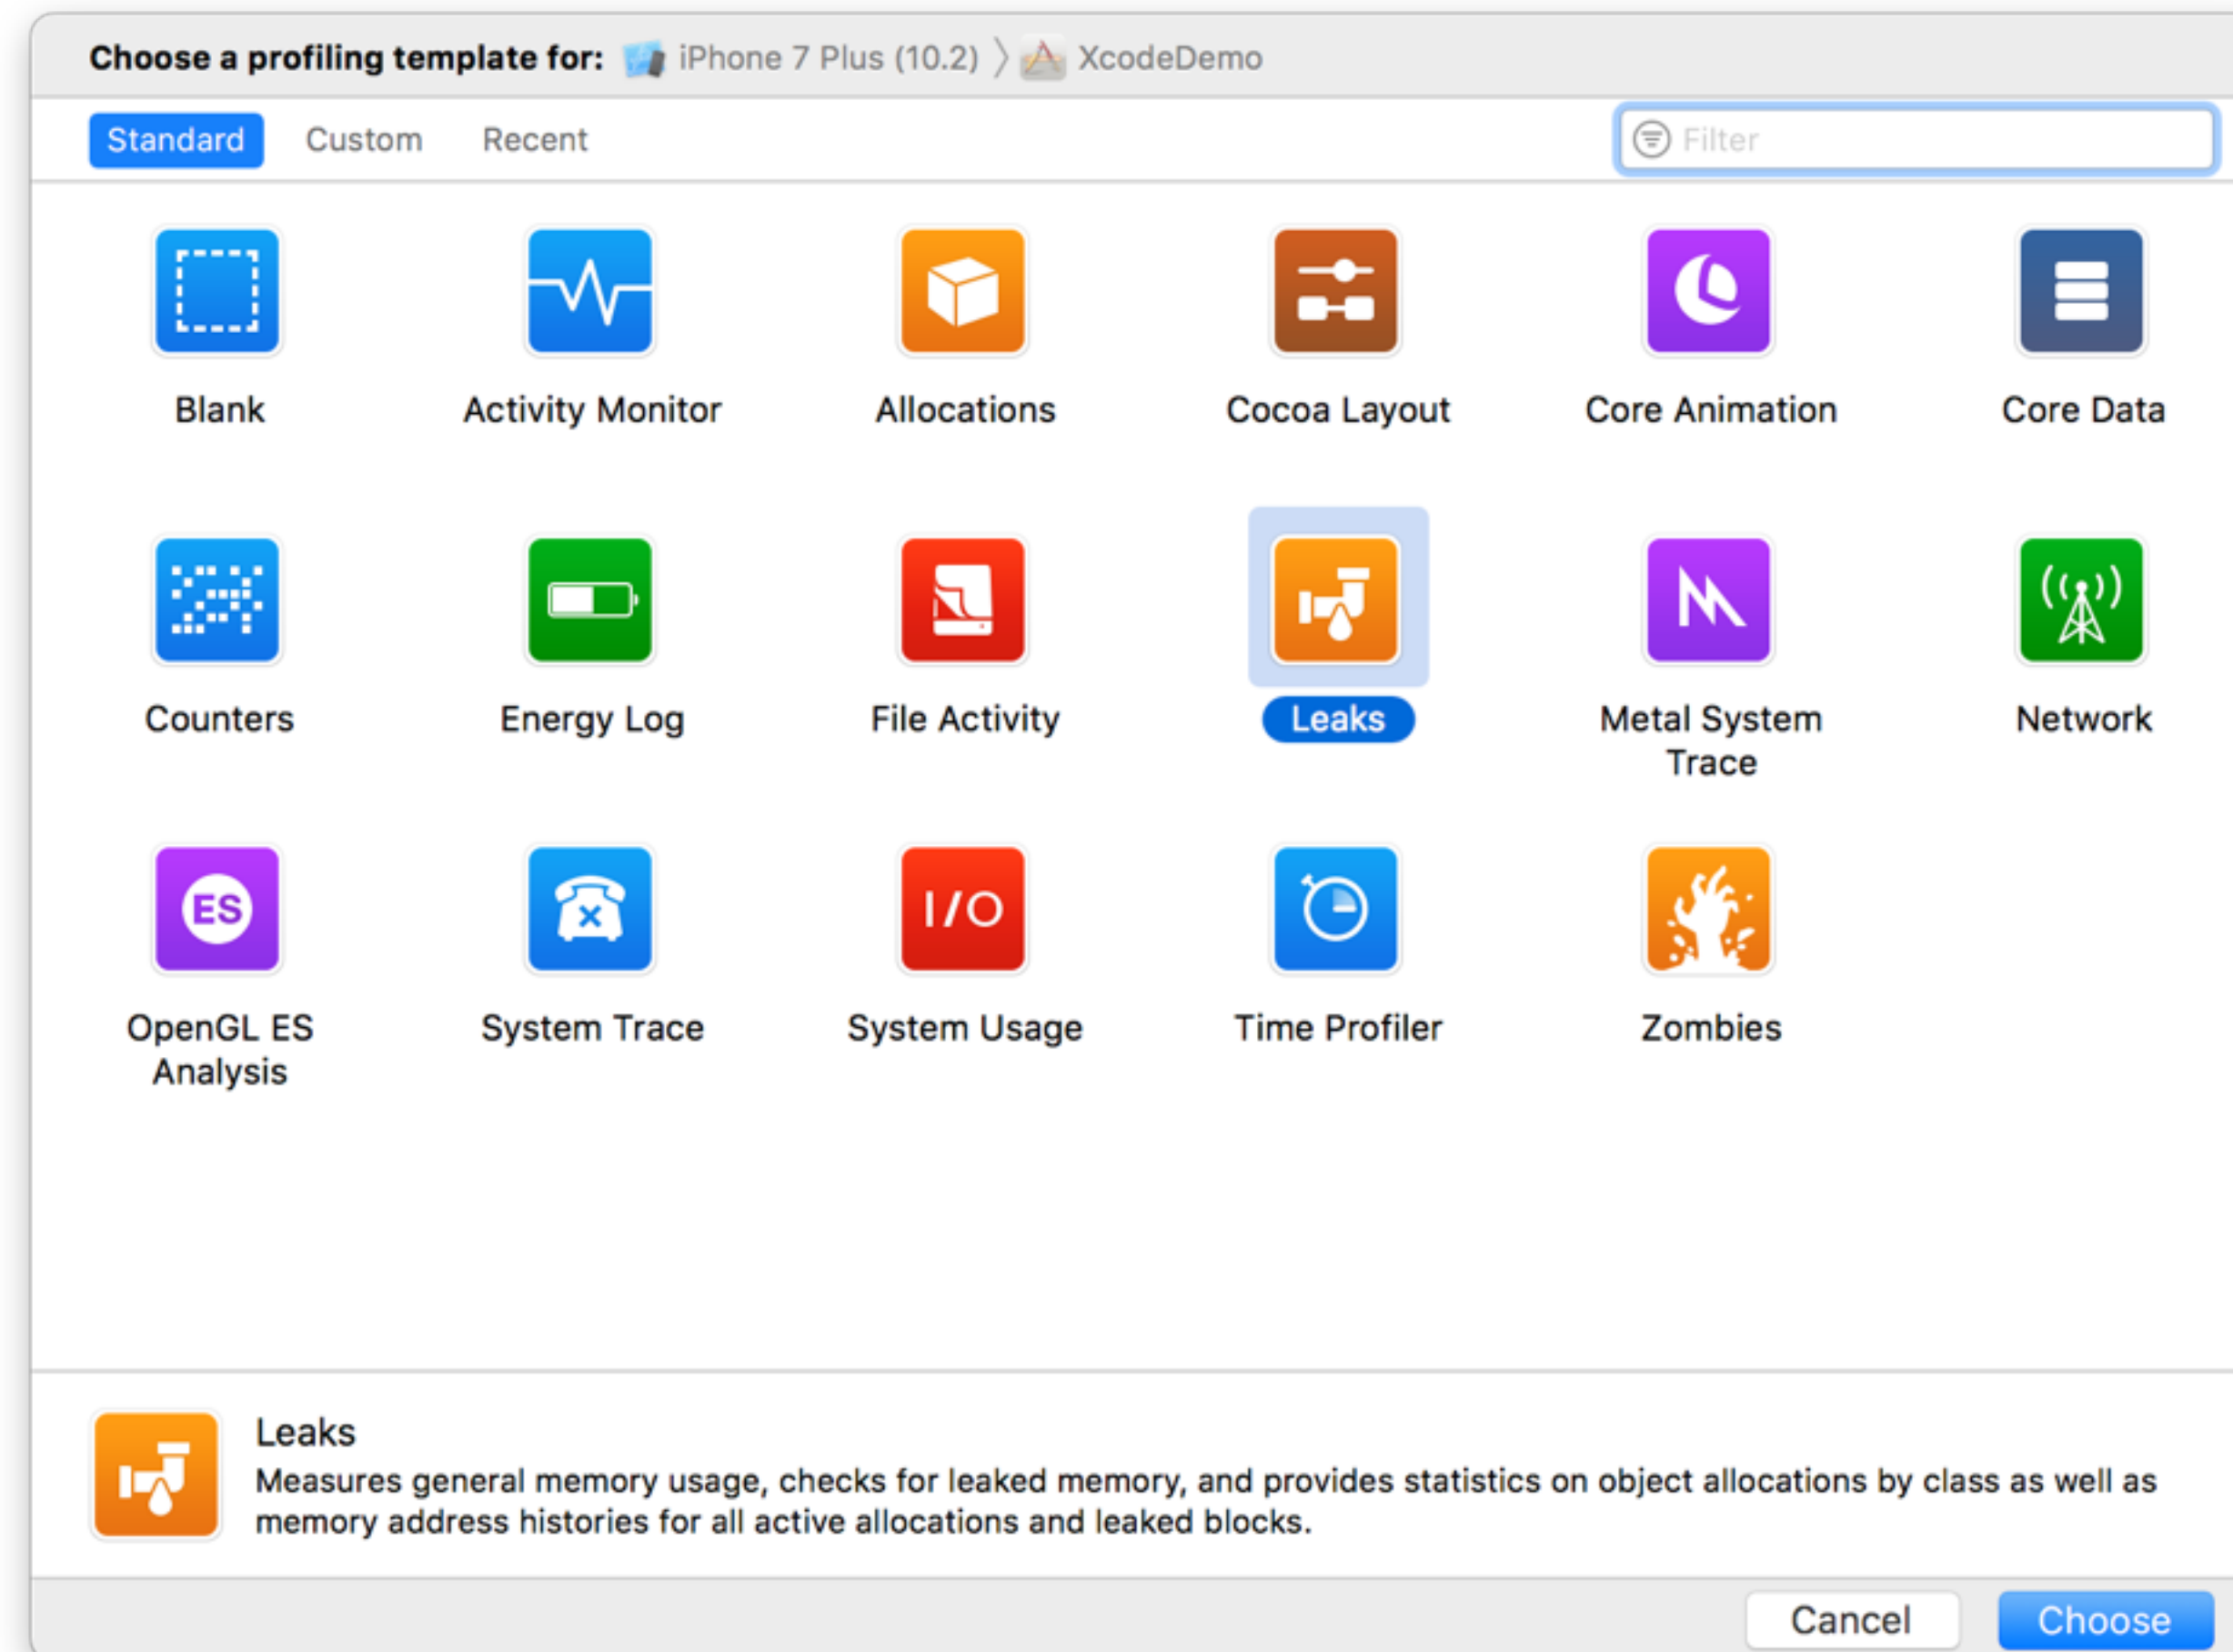 Choose a profiling template for: iPhone 7 Plus (10.2) 〉 XcodeDemo
Standard Custom Recent Filter
Blank Activity Monitor Allocations Cocoa Layout Core Animation Core Data
Counters Energy Log File Activity Leaks Metal System Trace Network
ES I/O
OpenGL ES Analysis System Trace System Usage Time Profiler Zombies
Leaks
Measures general memory usage, checks for leaked memory, and provides statistics on object allocations by class as well as
memory address histories for all active allocations and leaked blocks.
Cancel Choose